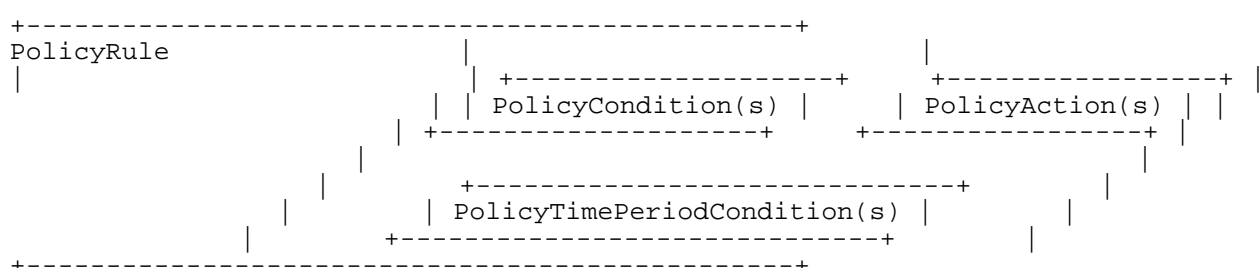 +------------------------------------------------+
PolicyRule | |
| | +--------------------+ +-----------------+ |
| | PolicyCondition(s) | | PolicyAction(s) | |
| +--------------------+ +-----------------+ |
| |
| +------------------------------+ |
| | PolicyTimePeriodCondition(s) | |
| +------------------------------+ |
+------------------------------------------------+